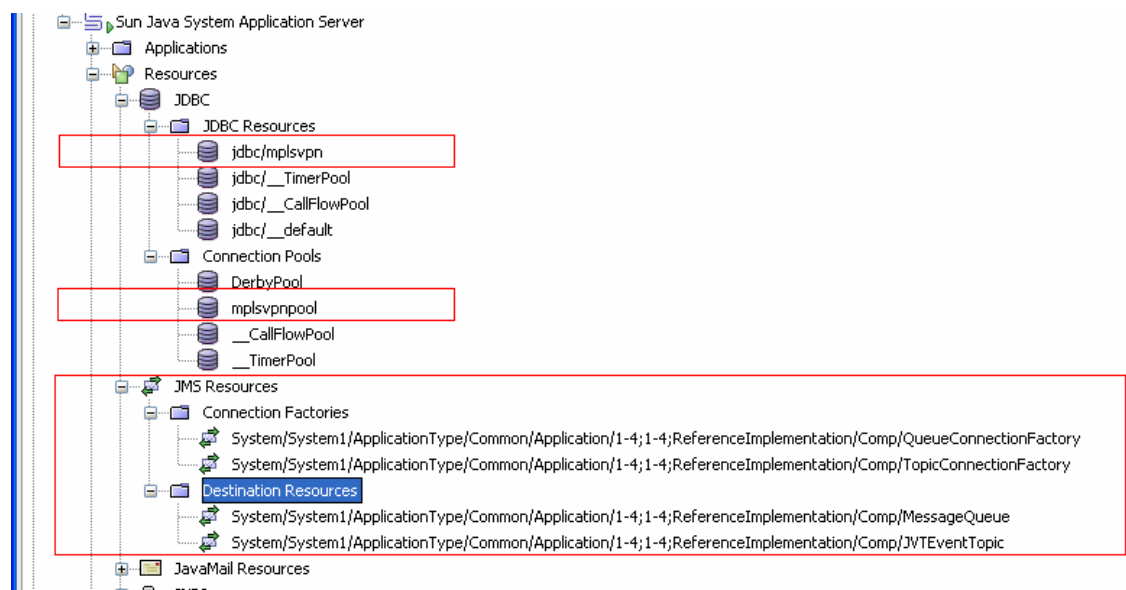 Sun Java System Application Server
Applications
Resources
JDBC
JDBC Resources
jdbc/mplsvpn
jdbc/__TimerPool
jdbc/__CallFlowPool
jdbc/__default
Connection Pools
DerbyPool
mplsvpnpool
__CallFlowPool
__TimerPool
JMS Resources
Connection Factories
System/System1/ApplicationType/Common/Application/1-4;1-4;ReferenceImplementation/Comp/QueueConnectionFactory
System/System1/ApplicationType/Common/Application/1-4;1-4;ReferenceImplementation/Comp/TopicConnectionFactory
Destination Resources
System/System1/ApplicationType/Common/Application/1-4;1-4;ReferenceImplementation/Comp/MessageQueue
System/System1/ApplicationType/Common/Application/1-4;1-4;ReferenceImplementation/Comp/JVTEventTopic
JavaMail Resources